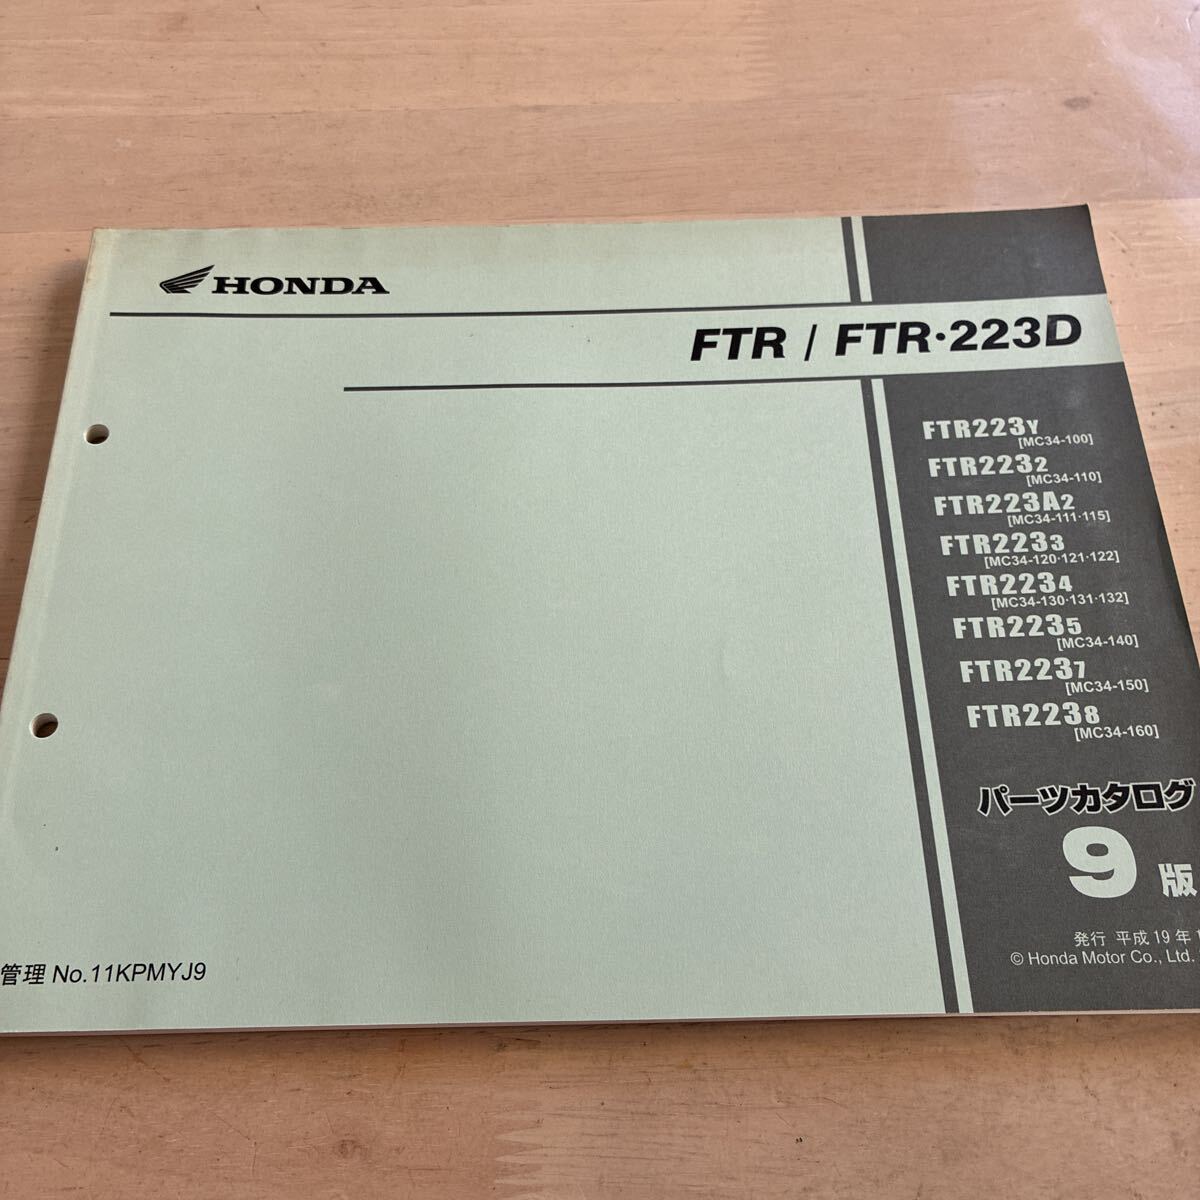 HONDA
FTR / FTR・223D
FTR223Y
[MC34-100]
FTR2232
[MC34-110]
FTR223A2
[MC34-111·115]
FTR2233
[MC34-120·121·122]
FTR2234
[MC34-130·131·132]
FTR2235
[MC34-140]
FTR2237
[MC34-150]
FTR2238
[MC34-160]
パーツカタログ
9版
発行 平成19年
© Honda Motor Co., Ltd.
管理 No.11KPMYJ9